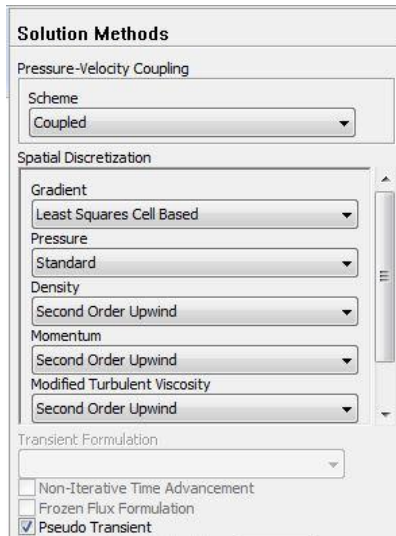 Solution Methods
Pressure-Velocity Coupling
Scheme
Coupled
Spatial Discretization
Gradient
Least Squares Cell Based
Pressure
Standard
Density
Second Order Upwind
Momentum
Second Order Upwind
Modified Turbulent Viscosity
Second Order Upwind
Transient Formulation
Non-Iterative Time Advancement
Frozen Flux Formulation
Pseudo Transient